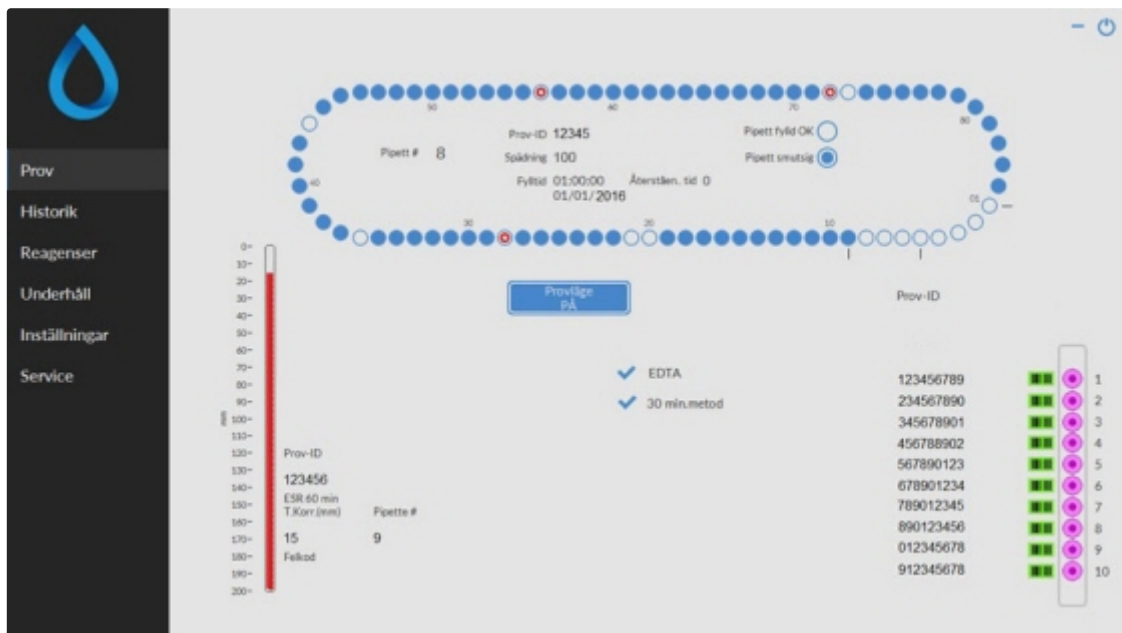 Prov
Historik
Reagenser
Underhåll
Inställningar
Service
50
60
70
80
40
30
20
10
01
Pipett # 8
Prov-ID 12345
Spädning 100
Fylltid 01:00:00 Återståen. tid 0
01/01/2016
Pipett fylld OK
Pipett smutsig
Provläge
PÅ
EDTA
30 min.metod
mm
0
10
20
30
40
50
60
70
80
90
100
110
120
130
140
150
160
170
180
190
200
Prov-ID
123456
ESR 60 min
T.Korr.(mm) Pipette #
15 9
Felkod
Prov-ID
123456789 1
234567890 2
345678901 3
456788902 4
567890123 5
678901234 6
789012345 7
890123456 8
012345678 9
912345678 10